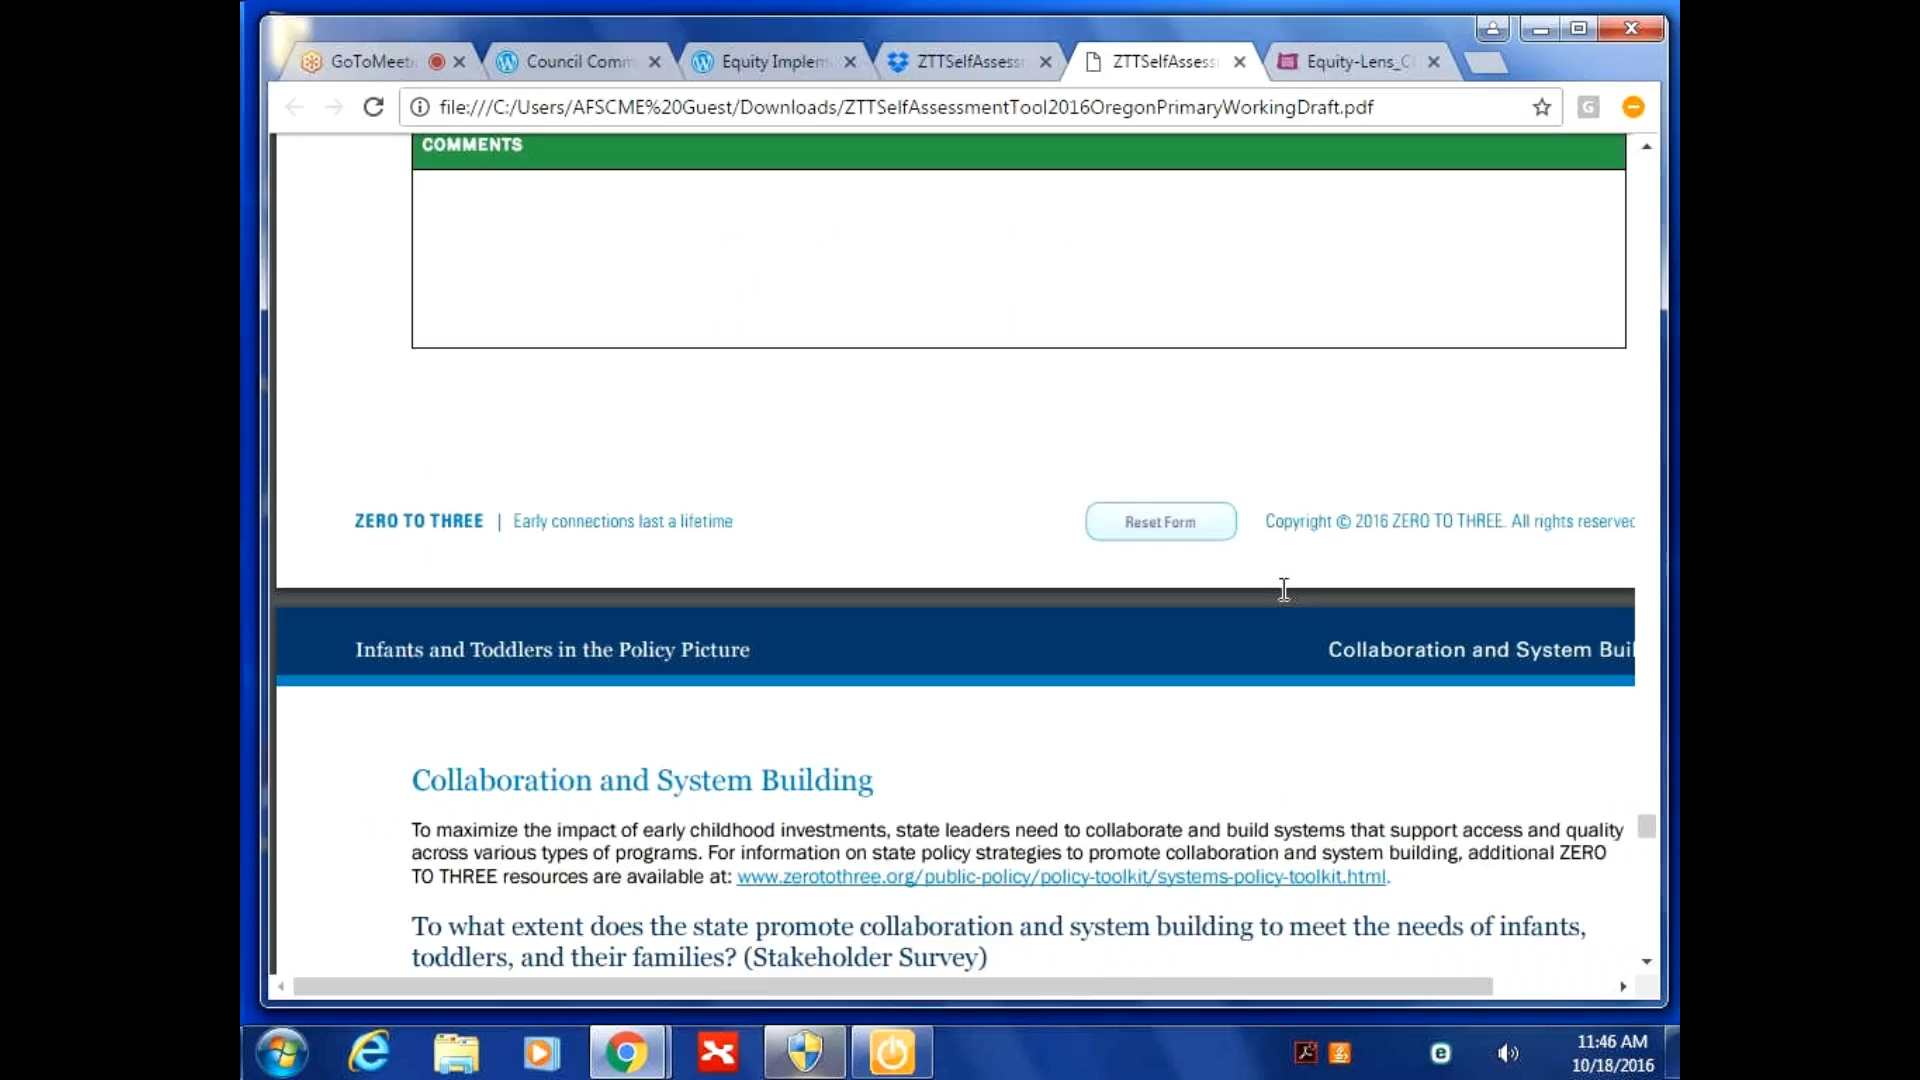 GoToMeeti
Council Comm
Equity Implem
ZTTSelfAssess
ZTTSelfAssess
Equity-Lens_C
file:///C:/Users/AFSCME%20Guest/Downloads/ZTTSelfAssessmentTool2016OregonPrimaryWorkingDraft.pdf
G
COMMENTS
ZERO TO THREE | Early connections last a lifetime
Reset Form
Copyright © 2016 ZERO TO THREE. All rights reserved
Infants and Toddlers in the Policy Picture
Collaboration and System Buil
Collaboration and System Building
To maximize the impact of early childhood investments, state leaders need to collaborate and build systems that support access and quality
across various types of programs. For information on state policy strategies to promote collaboration and system building, additional ZERO
TO THREE resources are available at: www.zerotothree.org/public-policy/policy-toolkit/systems-policy-toolkit.html.
To what extent does the state promote collaboration and system building to meet the needs of infants,
toddlers, and their families? (Stakeholder Survey)
11:46 AM
10/18/2016